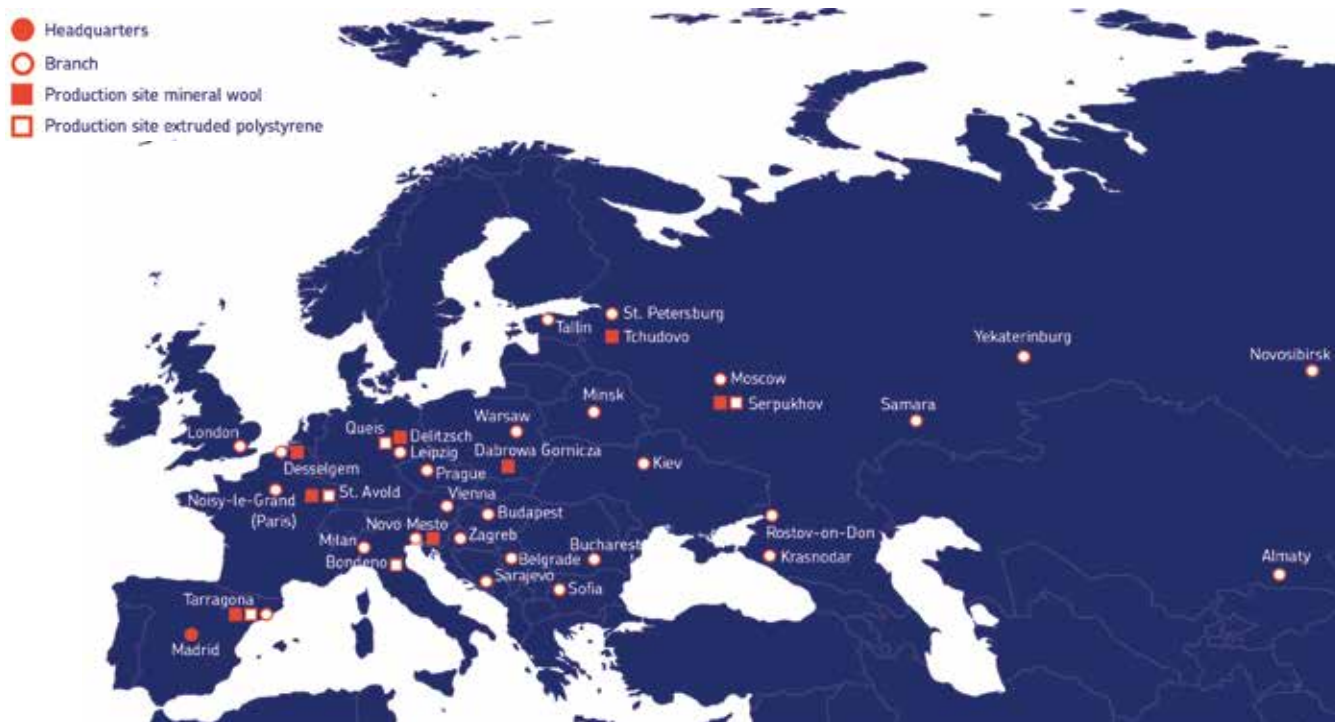 Headquarters
Branch
Production site mineral wool
Production site extruded polystyrene
St. Petersburg
Tallin
Tchudovo
Yekaterinburg
Novosibirsk
Moscow
Minsk
Serpukhov
Samara
Warsaw
Queis
London
Delitzsch
Leipzig
Dabrowa Gornicza
Desselgem
Prague
Kiev
St. Avold
Noisy-le-Grand
(Paris)
Vienna
Budapest
Novo Mesto
Rostov-on-Don
Milan
Zagreb
Bucharest
Krasnodar
Almaty
Bondeno
Belgrade
Sarajevo
Sofia
Tarragona
Madrid